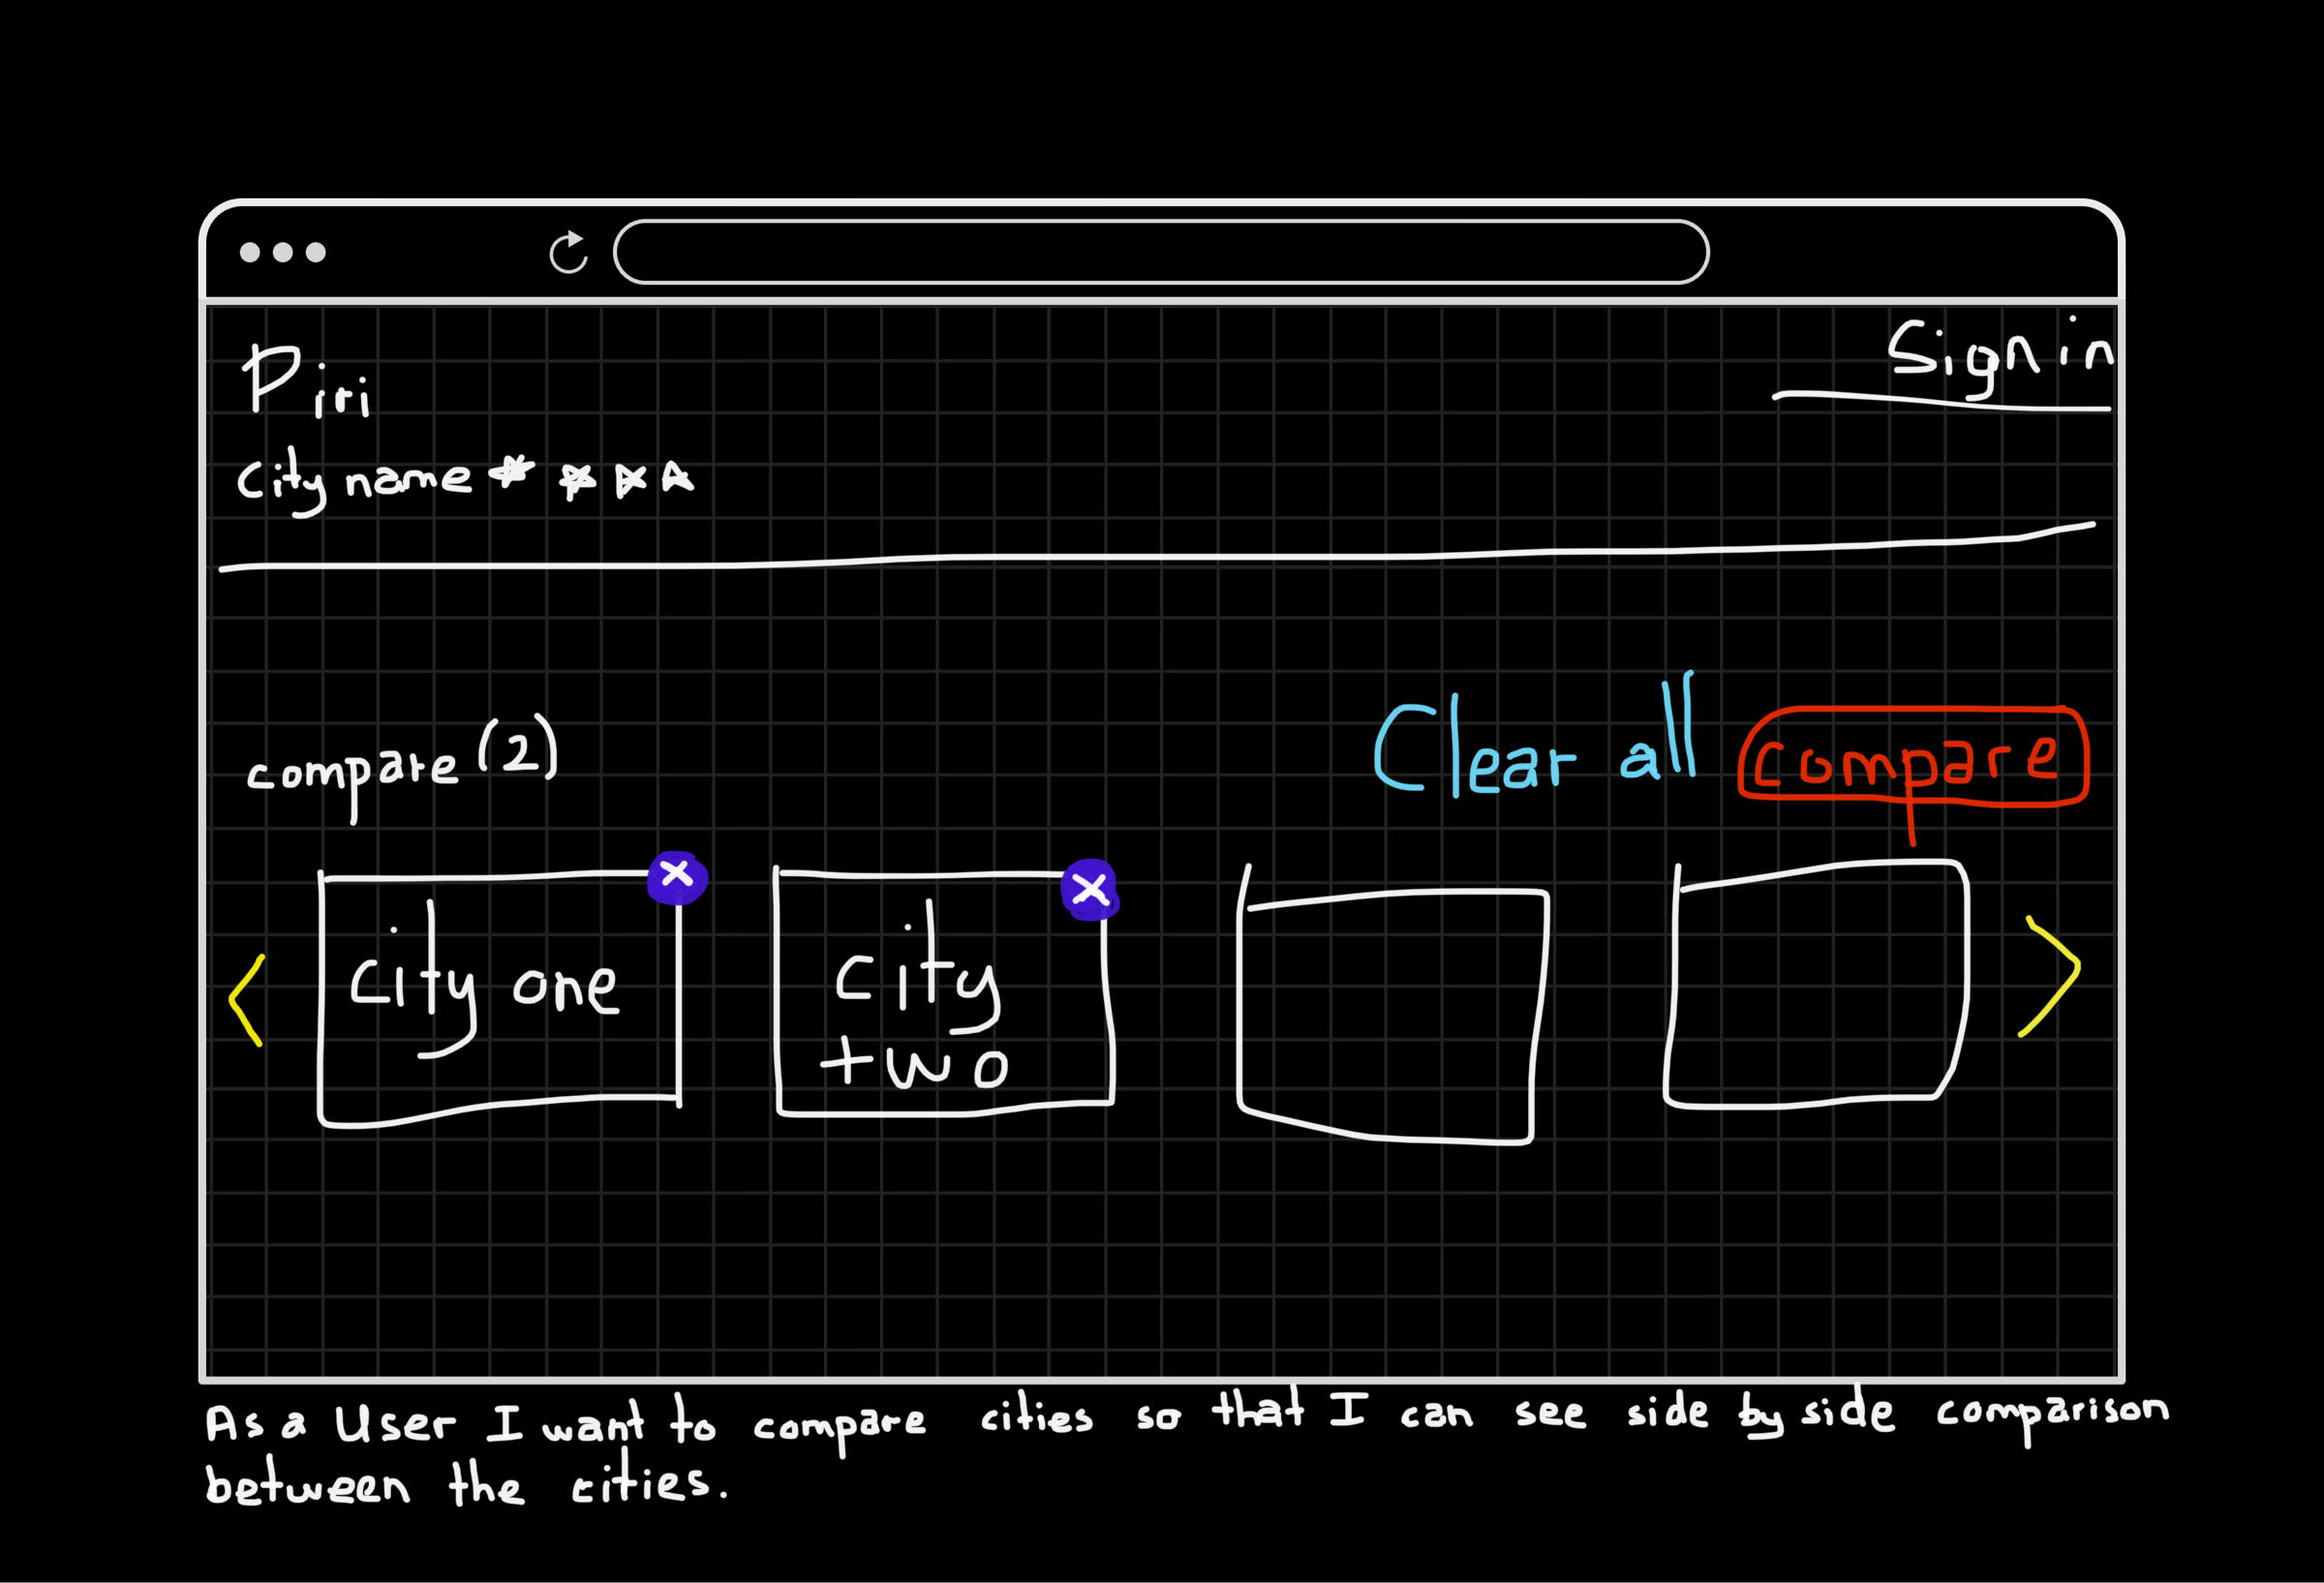 Piri
Sign in
City name
compare (2)
Clear all
compare
X
X
City one
City
two
As a User I want to compare cities so that I can see side by side comparison
between the cities.